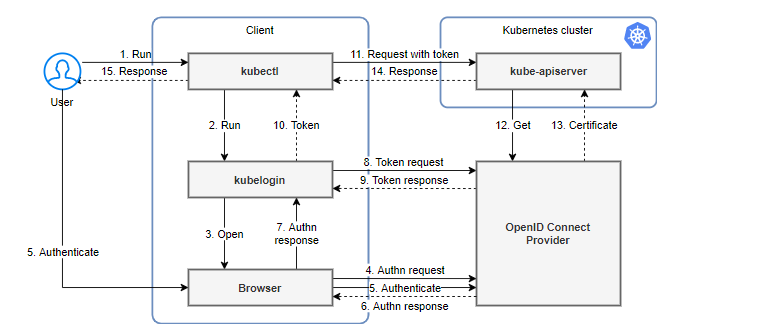 Client
Kubernetes cluster
1. Run
11. Request with token
kubectl
kube-apiserver
15. Response
14. Response
User
2. Run
10. Token
12. Get
13. Certificate
8. Token request
kubelogin
9. Token response
OpenID Connect
Provider
3. Open
7. Authn
response
5. Authenticate
4. Authn request
Browser
5. Authenticate
6. Authn response